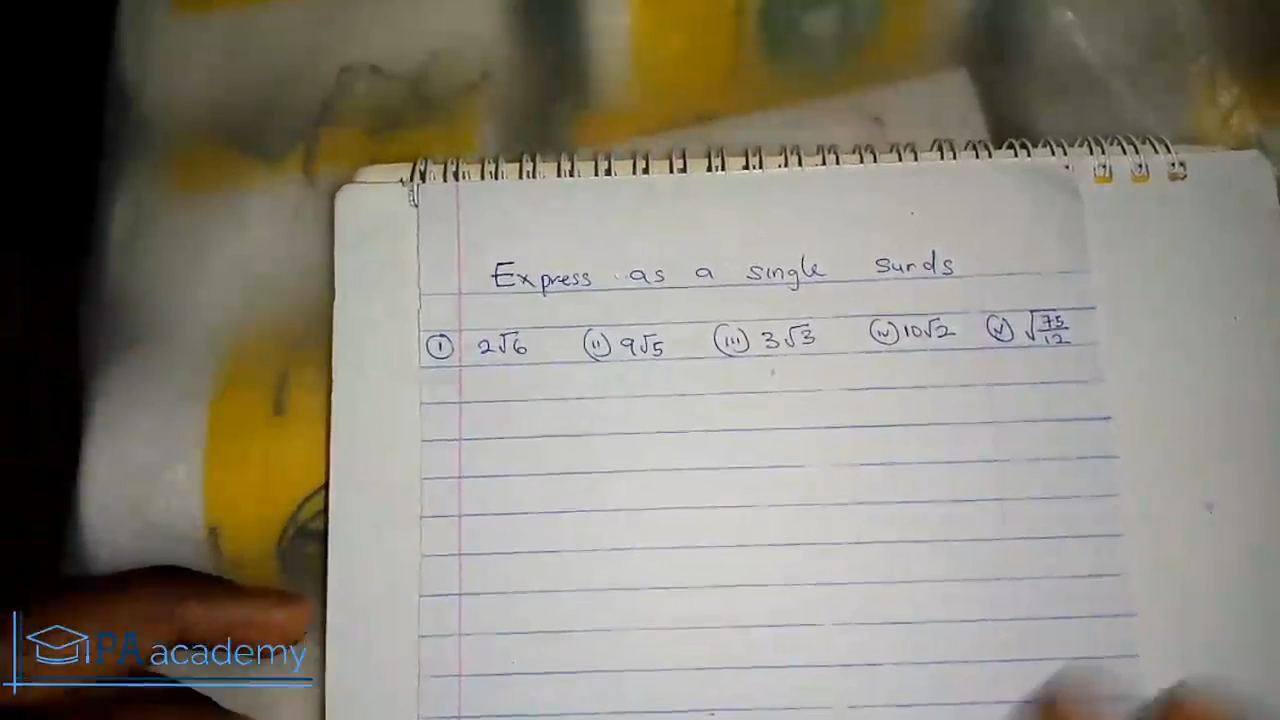 Express as a single surds
(i) 2√6 (ii) 9√5 (iii) 3√3 (iv) 10√2 (v) √75/12
PA academy